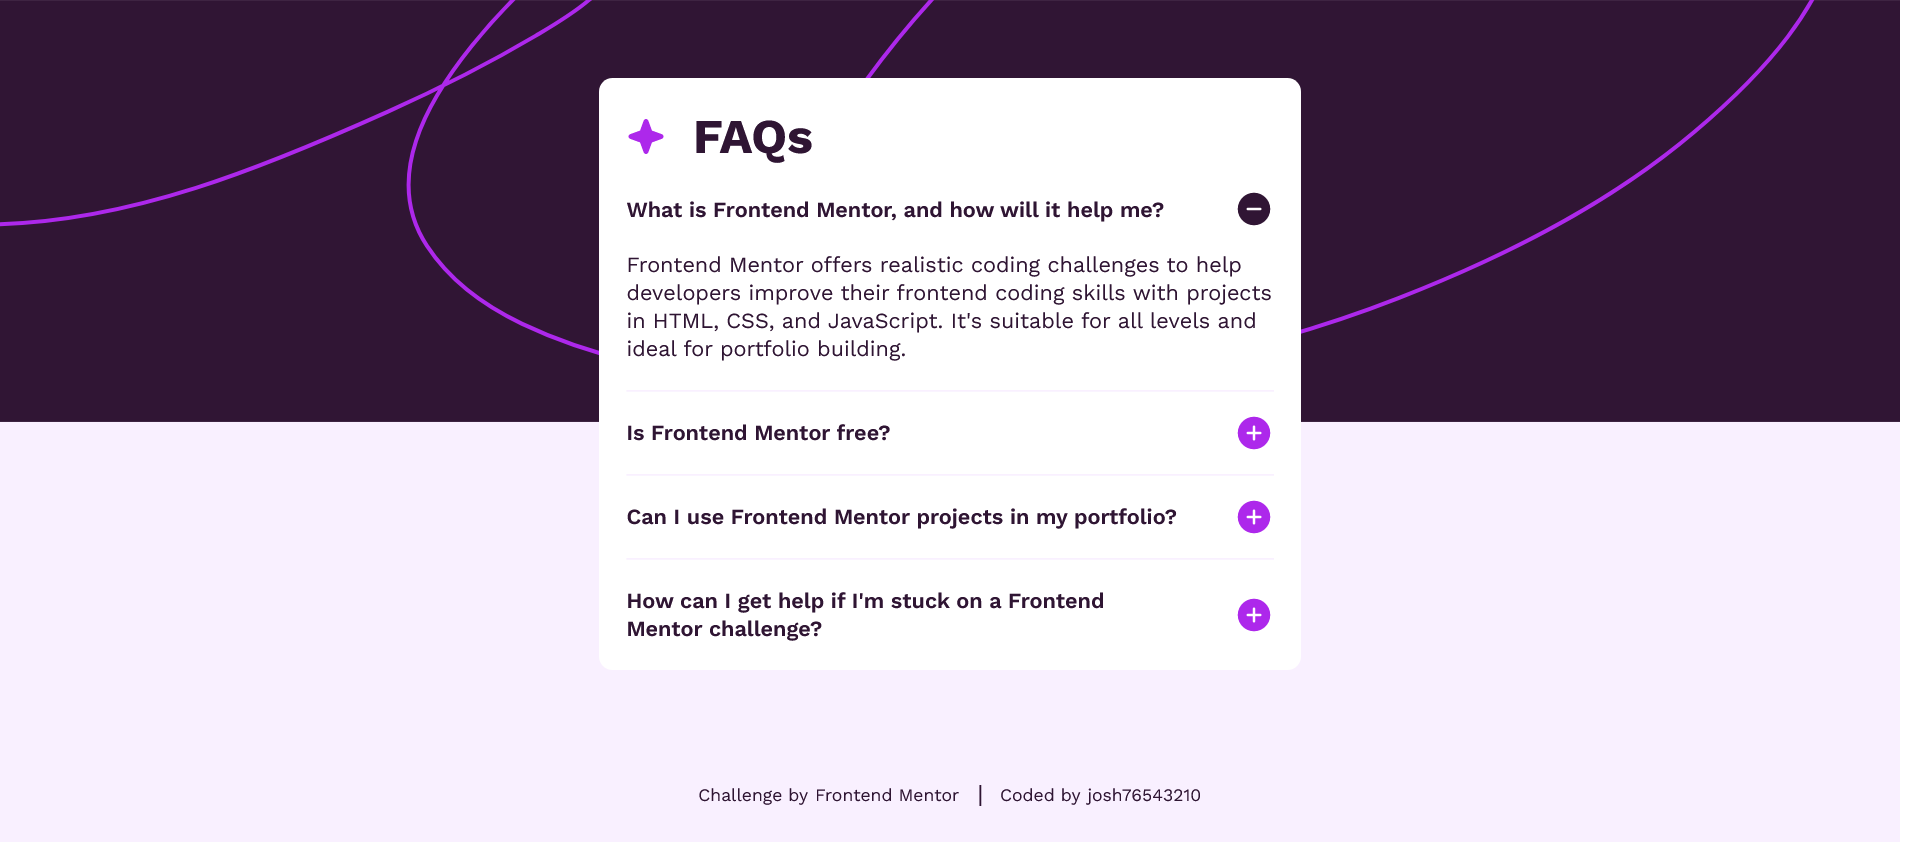 FAQs
What is Frontend Mentor, and how will it help me?
Frontend Mentor offers realistic coding challenges to help
developers improve their frontend coding skills with projects
in HTML, CSS, and JavaScript. It's suitable for all levels and
ideal for portfolio building.
Is Frontend Mentor free?
Can I use Frontend Mentor projects in my portfolio?
How can I get help if I'm stuck on a Frontend
Mentor challenge?
Challenge by Frontend Mentor | Coded by josh76543210